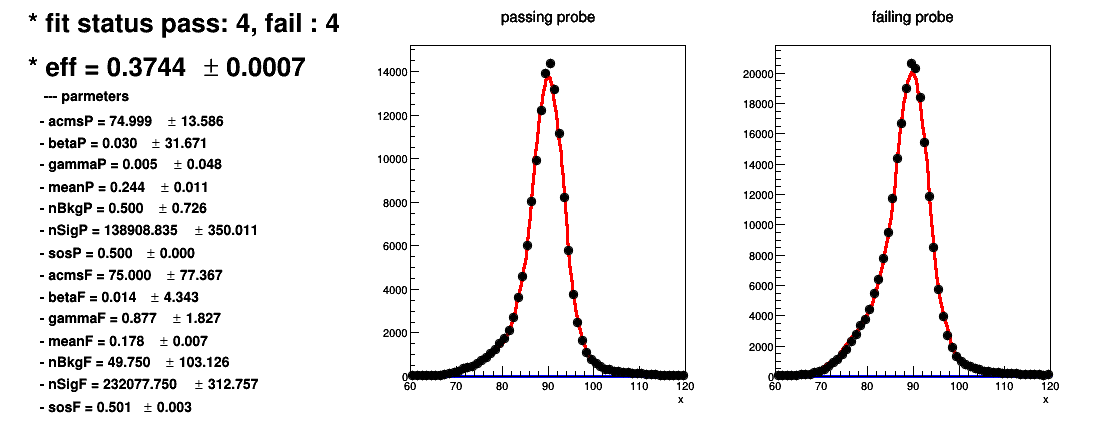 * fit status pass: 4, fail : 4
* eff = 0.3744 ± 0.0007
--- parmeters
- acmsP = 74.999 ± 13.586
- betaP = 0.030 ± 31.671
- gammaP = 0.005 ± 0.048
- meanP = 0.244 ± 0.011
- nBkgP = 0.500 ± 0.726
- nSigP = 138908.835 ± 350.011
- sosP = 0.500 ± 0.000
- acmsF = 75.000 ± 77.367
- betaF = 0.014 ± 4.343
- gammaF = 0.877 ± 1.827
- meanF = 0.178 ± 0.007
- nBkgF = 49.750 ± 103.126
- nSigF = 232077.750 ± 312.757
- sosF = 0.501 ± 0.003
passing probe
14000
12000
10000
8000
6000
4000
2000
0
60 70 80 90 100 110 120
x
failing probe
20000
18000
16000
14000
12000
10000
8000
6000
4000
2000
0
60 70 80 90 100 110 120
x